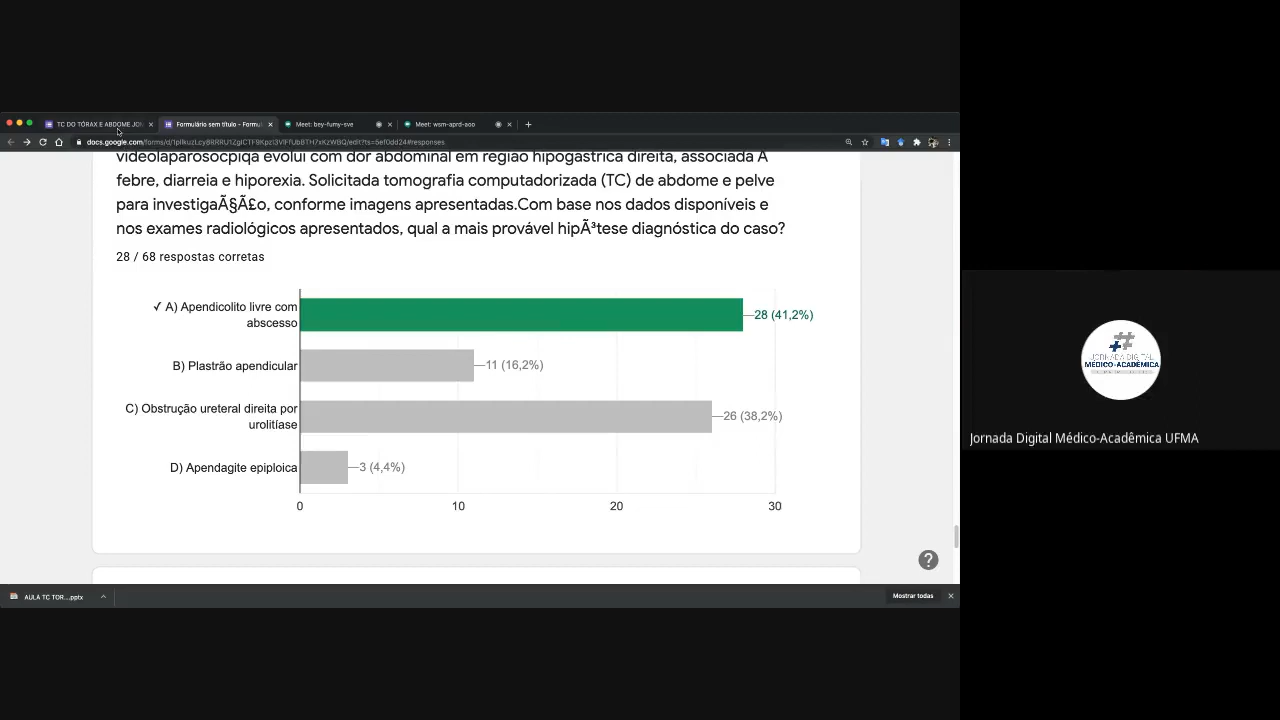 TC DO TÓRAX E ABDOME JOR
Formulário sem título - Formul
Meet: bey-fumy-sve
Meet: wsm-aprd-aoo
videolaparosocpiqa evolui com dor abdominal em região hipogástrica direita, associada Ã
febre, diarreia e hiporexia. Solicitada tomografia computadorizada (TC) de abdome e pelve
para investigaÃ§Ã£o, conforme imagens apresentadas.Com base nos dados disponíveis e
nos exames radiológicos apresentados, qual a mais provável hipÃ³tese diagnóstica do caso?
28 / 68 respostas corretas
✓ A) Apendicolito livre com
abscesso
28 (41,2%)
B) Plastrão apendicular
11 (16,2%)
C) Obstrução ureteral direita por
urolitíase
26 (38,2%)
D) Apendagite epiploica
3 (4,4%)
0 10 20 30
?
AULA TC TOR....pptx
Mostrar todas
JORNADA DIGITAL
MÉDICO-ACADÊMICA
Jornada Digital Médico-Acadêmica UFMA